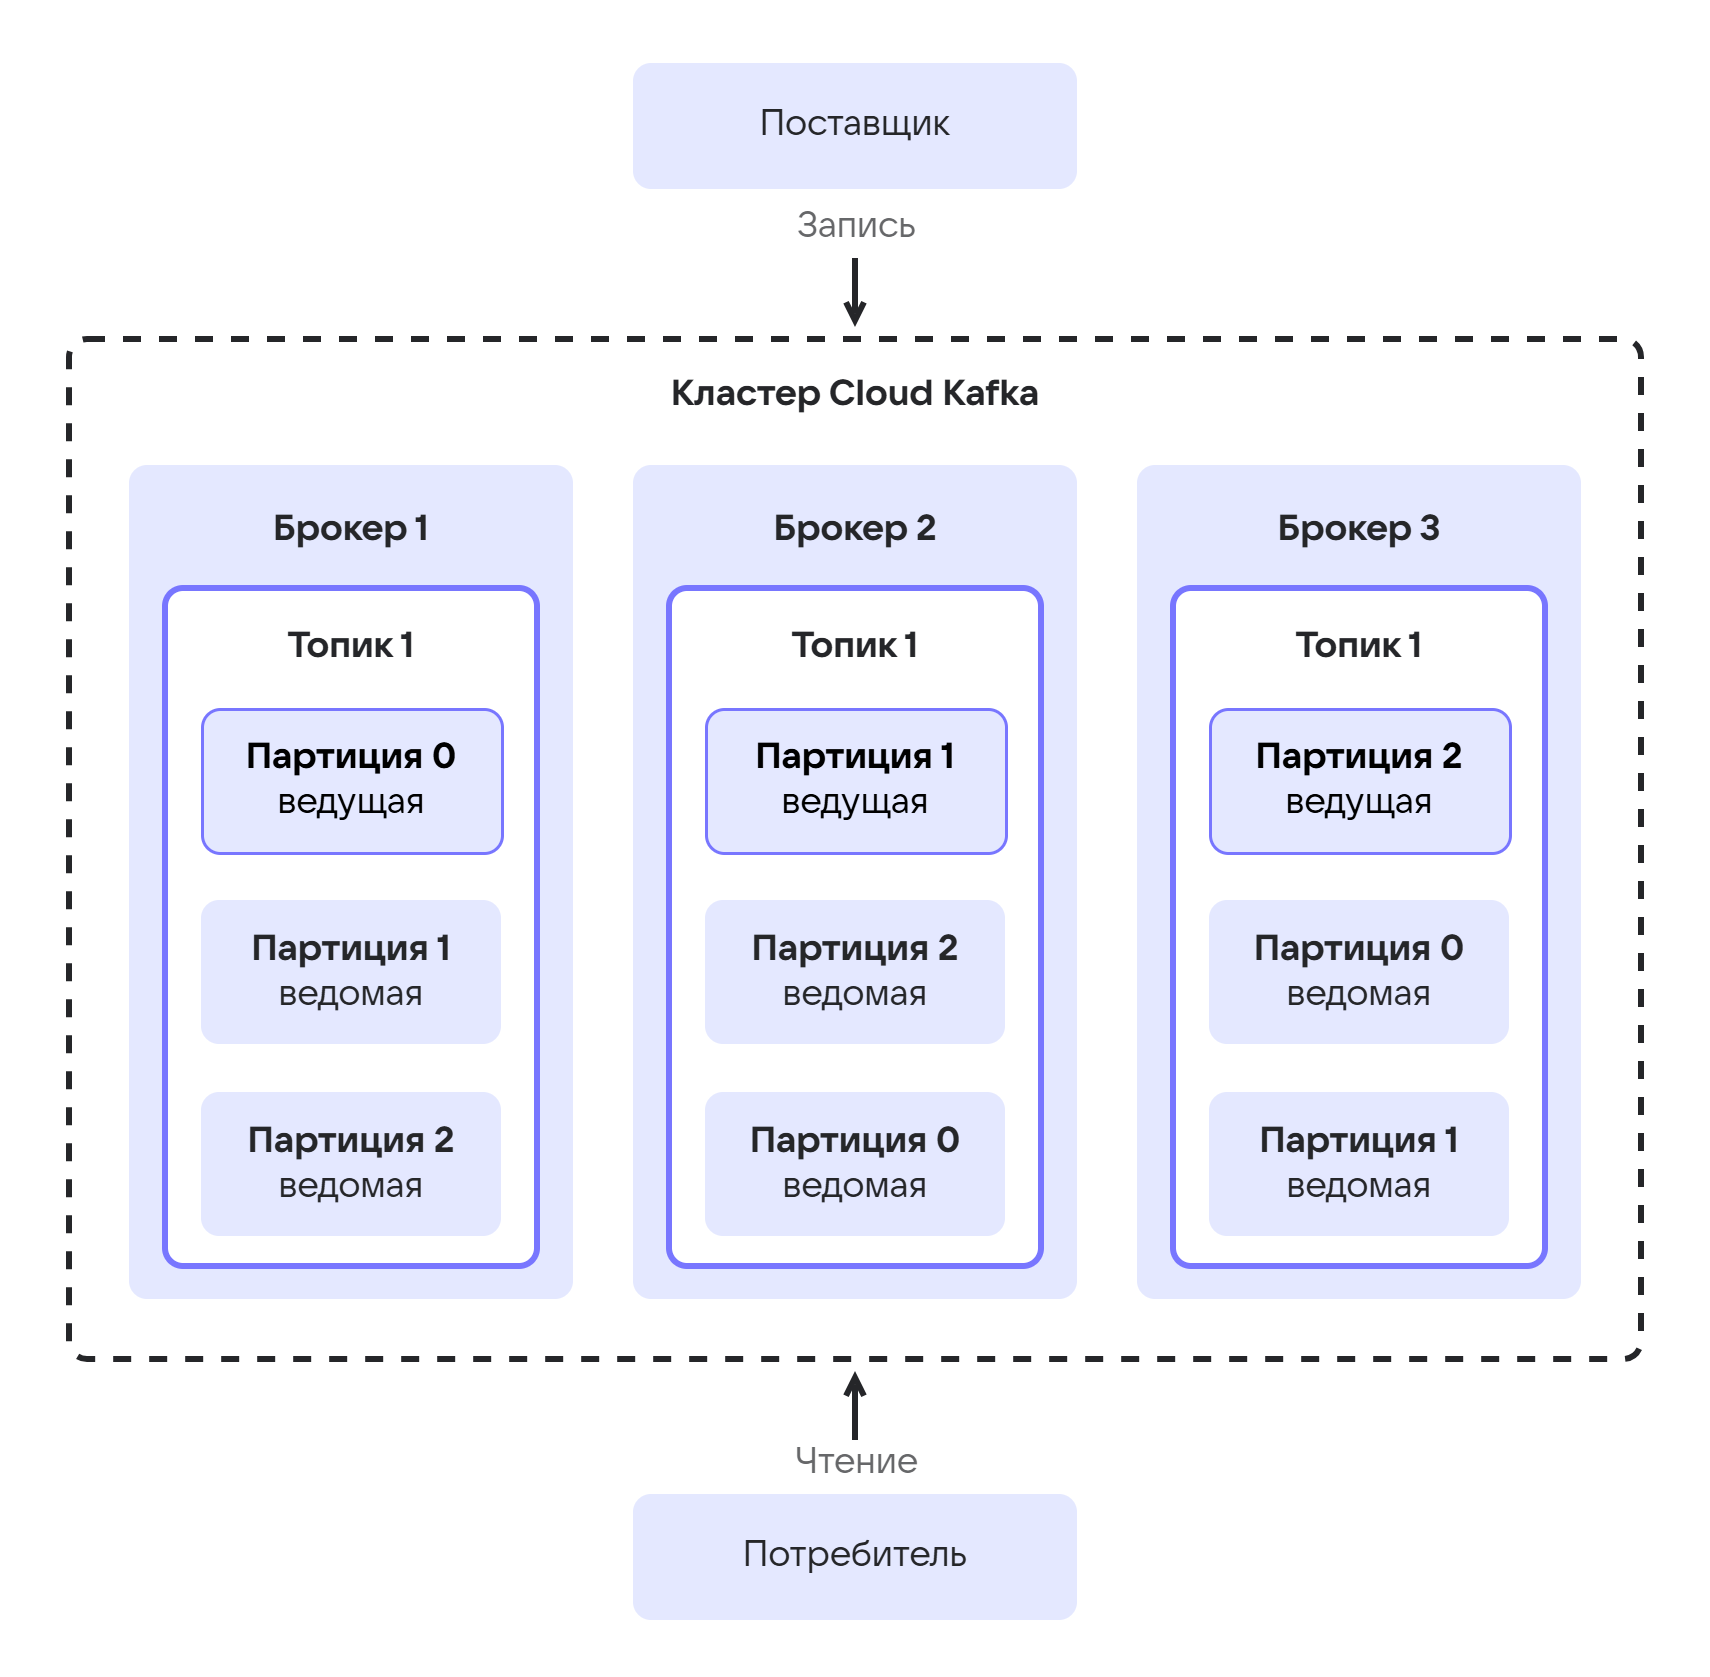 Поставщик
Запись
Кластер Cloud Kafka
Брокер 1
Топик 1
Партиция 0
ведущая
Партиция 1
ведомая
Партиция 2
ведомая
Брокер 2
Топик 1
Партиция 1
ведущая
Партиция 2
ведомая
Партиция 0
ведомая
Брокер 3
Топик 1
Партиция 2
ведущая
Партиция 0
ведомая
Партиция 1
ведомая
Чтение
Потребитель